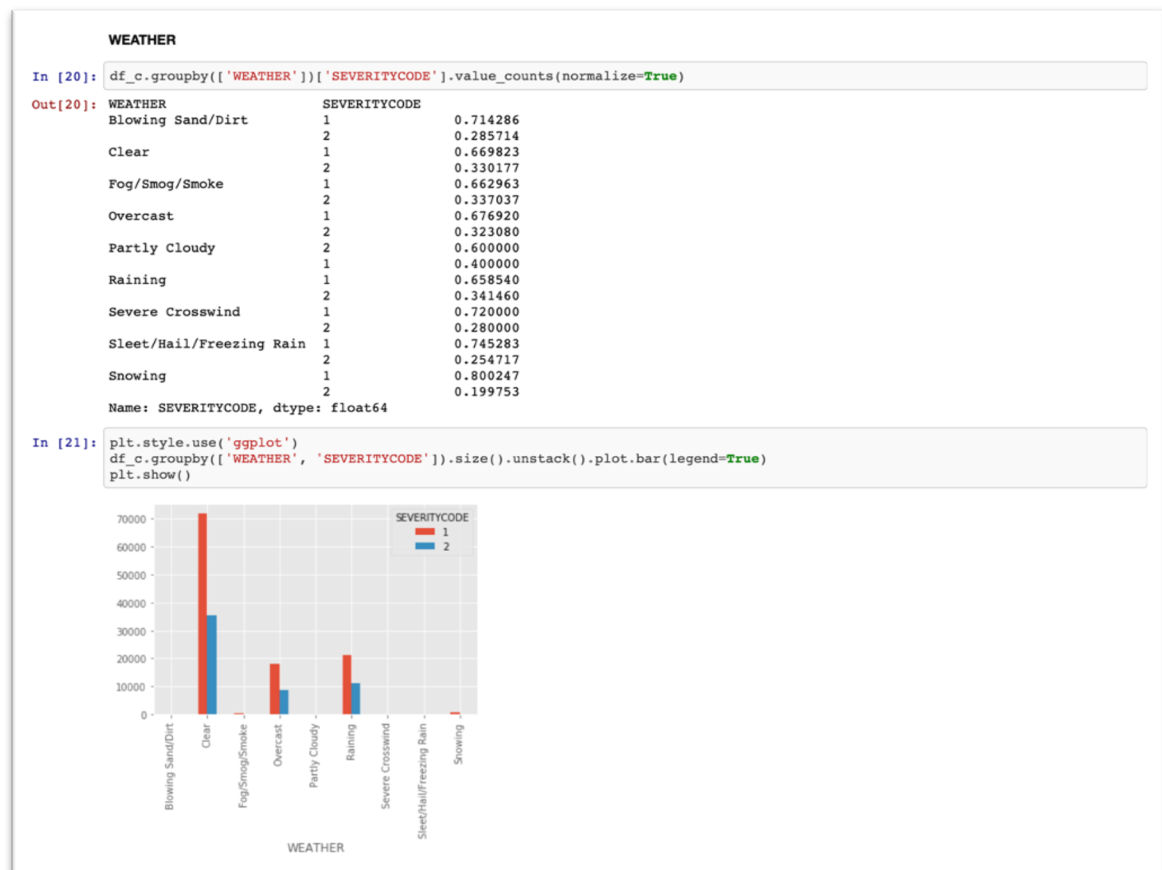 WEATHER
In [20]: df_c.groupby(['WEATHER'])['SEVERITYCODE'].value_counts(normalize=True)
Out[20]: WEATHER SEVERITYCODE
Blowing Sand/Dirt 1 0.714286
2 0.285714
Clear 1 0.669823
2 0.330177
Fog/Smog/Smoke 1 0.662963
2 0.337037
Overcast 1 0.676920
2 0.323080
Partly Cloudy 2 0.600000
1 0.400000
Raining 1 0.658540
2 0.341460
Severe Crosswind 1 0.720000
2 0.280000
Sleet/Hail/Freezing Rain 1 0.745283
2 0.254717
Snowing 1 0.800247
2 0.199753
Name: SEVERITYCODE, dtype: float64
In [21]: plt.style.use('ggplot')
df_c.groupby(['WEATHER', 'SEVERITYCODE']).size().unstack().plot.bar(legend=True)
plt.show()
SEVERITYCODE
1
2
70000
60000
50000
40000
30000
20000
10000
0
Blowing Sand/Dirt
Clear
Fog/Smog/Smoke
Overcast
Partly Cloudy
Raining
Severe Crosswind
Sleet/Hail/Freezing Rain
Snowing
WEATHER